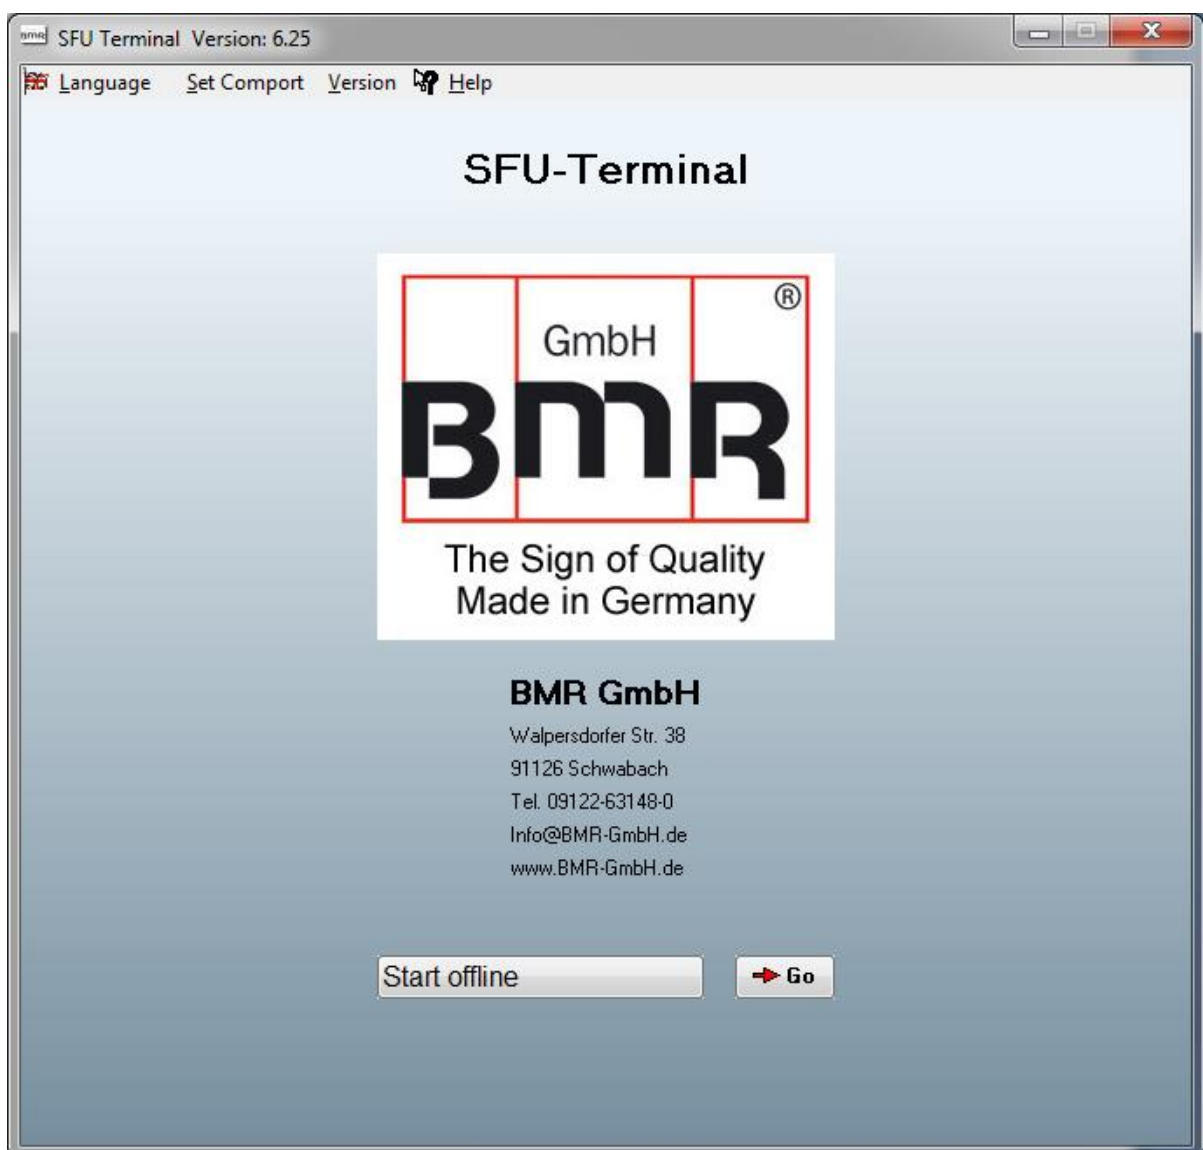 SFU Terminal Version: 6.25
Language Set Comport Version Help
SFU-Terminal
®
GmbH
BMR
The Sign of Quality
Made in Germany
BMR GmbH
Walpersdorfer Str. 38
91126 Schwabach
Tel. 09122-63148-0
Info@BMR-GmbH.de
www.BMR-GmbH.de
Start offline
Go